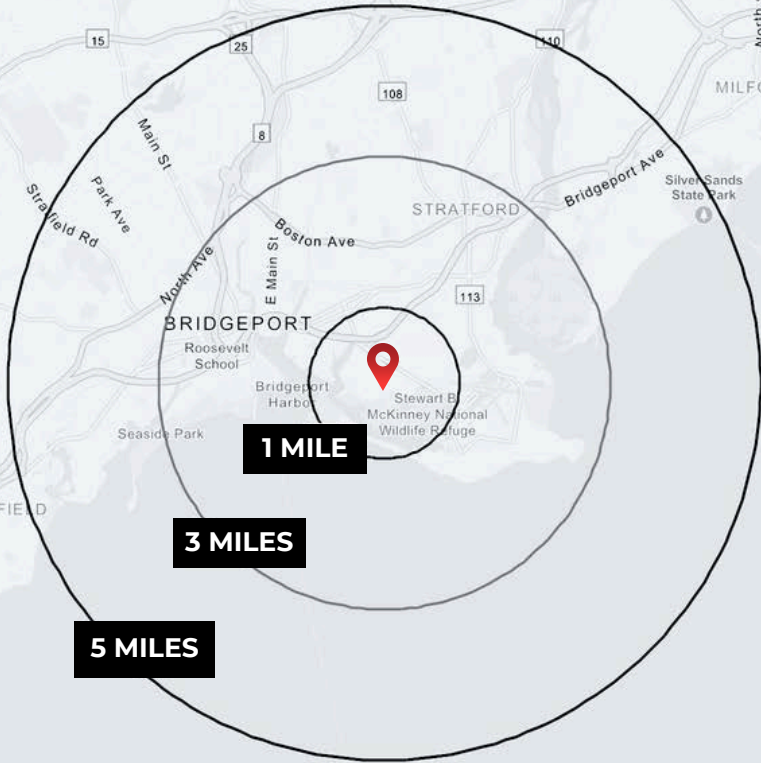 15
25
110
North
108
MILFO
8
Main St
Park Ave
Stratfield Rd
Bridgeport Ave
Silver Sands
State Park
STRATFORD
Boston Ave
North Ave
E Main St
113
BRIDGEPORT
Roosevelt
School
Bridgeport
Harbor
Stewart B
McKinney National
Wildlife Refuge
Seaside Park
1 MILE
FIELD
3 MILES
5 MILES